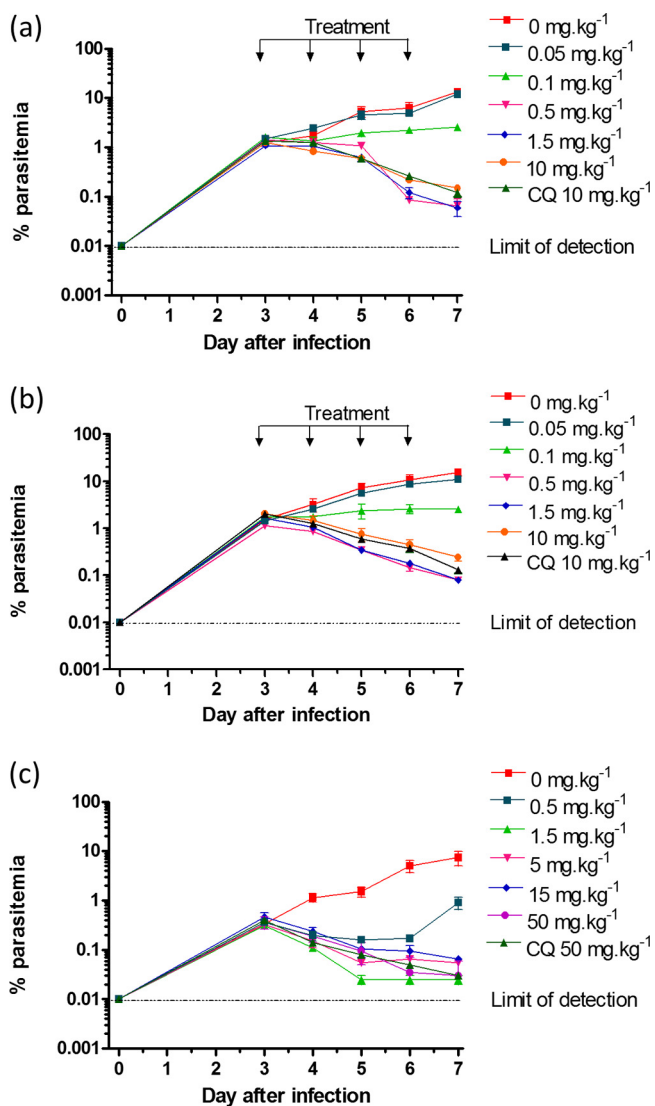 (a)
Treatment
0 mg.kg⁻¹
0.05 mg.kg⁻¹
0.1 mg.kg⁻¹
0.5 mg.kg⁻¹
1.5 mg.kg⁻¹
10 mg.kg⁻¹
CQ 10 mg.kg⁻¹
Limit of detection
% parasitemia
100
10
1
0.1
0.01
0.001
0 1 2 3 4 5 6 7
Day after infection
(b)
Treatment
0 mg.kg⁻¹
0.05 mg.kg⁻¹
0.1 mg.kg⁻¹
0.5 mg.kg⁻¹
1.5 mg.kg⁻¹
10 mg.kg⁻¹
CQ 10 mg.kg⁻¹
Limit of detection
% parasitemia
100
10
1
0.1
0.01
0.001
0 1 2 3 4 5 6 7
Day after infection
(c)
0 mg.kg⁻¹
0.5 mg.kg⁻¹
1.5 mg.kg⁻¹
5 mg.kg⁻¹
15 mg.kg⁻¹
50 mg.kg⁻¹
CQ 50 mg.kg⁻¹
Limit of detection
% parasitemia
100
10
1
0.1
0.01
0.001
0 1 2 3 4 5 6 7
Day after infection